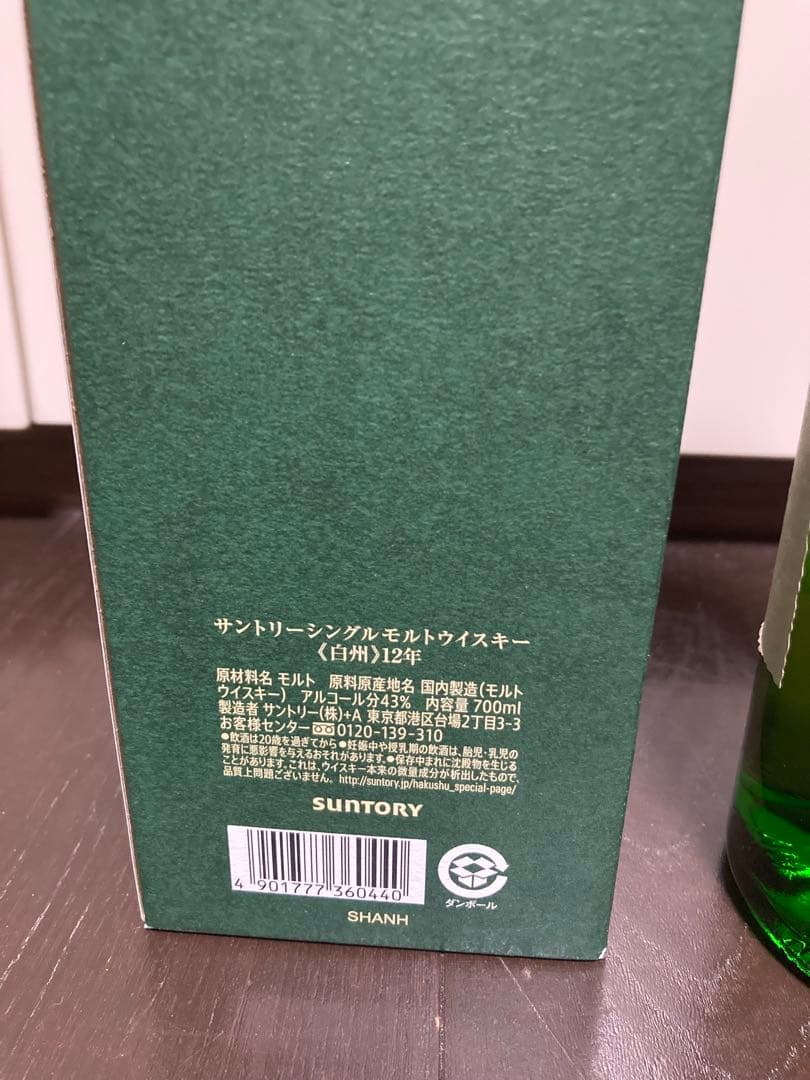 サントリーシングルモルトウイスキー
《白州》12年
原材料名 モルト 原料原産地名 国内製造(モルト
ウイスキー) アルコール分43% 内容量 700ml
製造者 サントリー(株)+A 東京都港区台場2丁目3-3
お客様センター 0120-139-310
●飲酒は20歳を過ぎてから ●妊娠中や授乳期の飲酒は、胎児・乳児の
発育に悪影響を与えるおそれがあります。●保存中まれに沈殿物を生じる
ことがあります。これは、ウイスキー本来の微量成分が析出したもので、
品質上問題ございません。http://suntory.jp/hakushu_special-page/
SUNTORY
4 901777 360440
ダンボール
SHANH